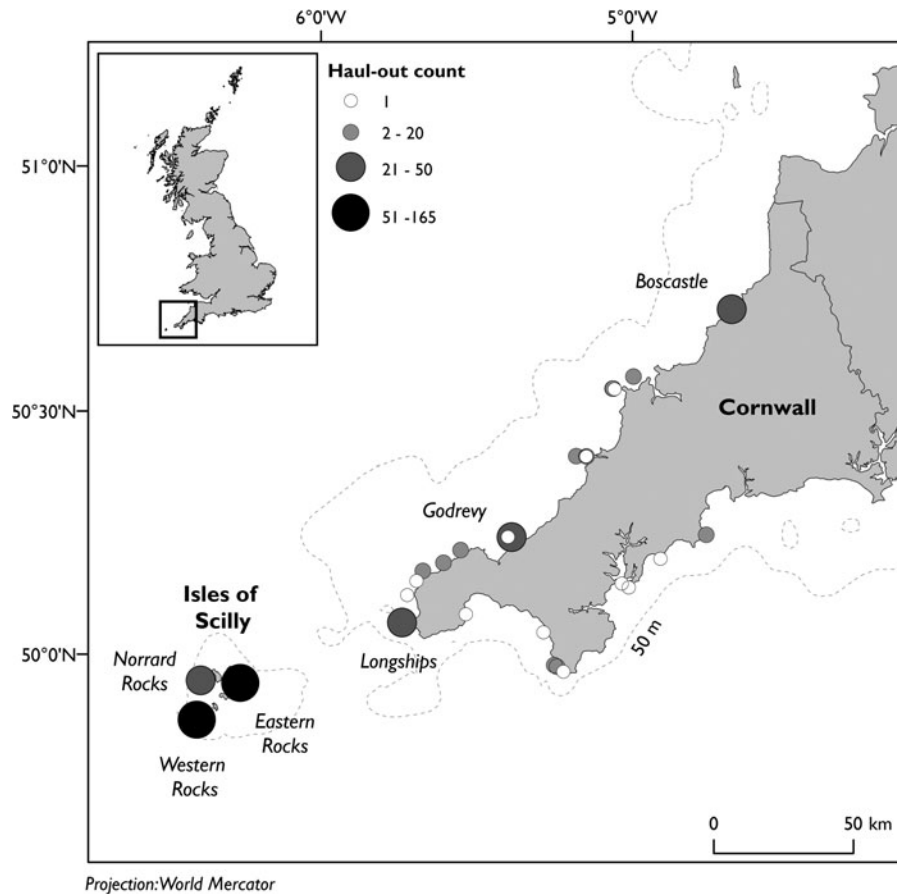 6°0'W
5°0'W
Haul-out count
1
2 - 20
21 - 50
51 -165
51°0'N
Boscastle
50°30'N
Cornwall
Godrevy
Isles of
Scilly
Norrard
Rocks
Longships
50 m
50°0'N
Eastern
Rocks
Western
Rocks
0
50 km
Projection:World Mercator